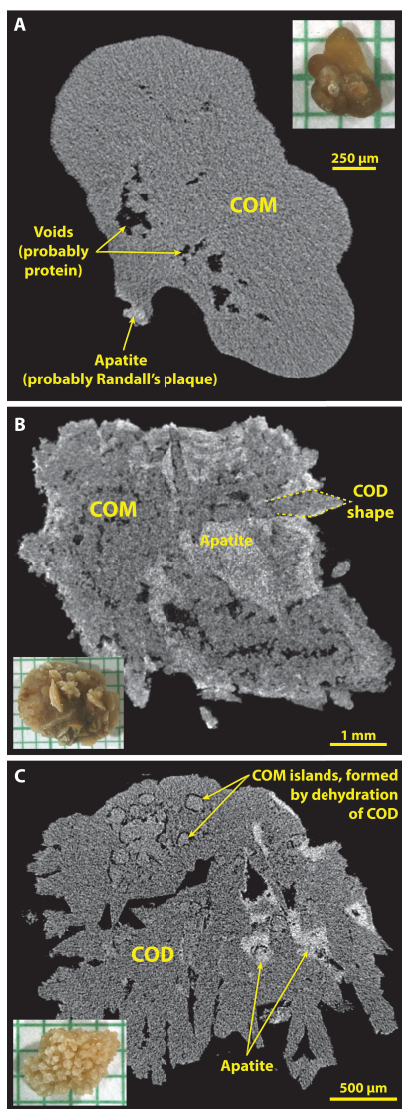 A
250 µm
COM
Voids
(probably
protein)
Apatite
(probably Randall's plaque)
B
COM
COD
shape
Apatite
1 mm
C
COM islands, formed
by dehydration
of COD
COD
Apatite
500 µm